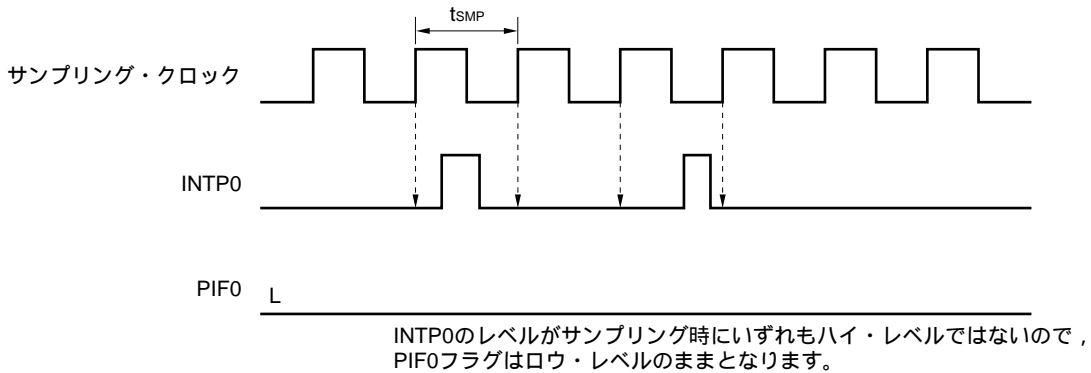 tSMP
サンプリング・クロック
INTP0
PIF0
L
INTP0のレベルがサンプリング時にいずれもハイ・レベルではないので，
PIF0フラグはロウ・レベルのままとなります。